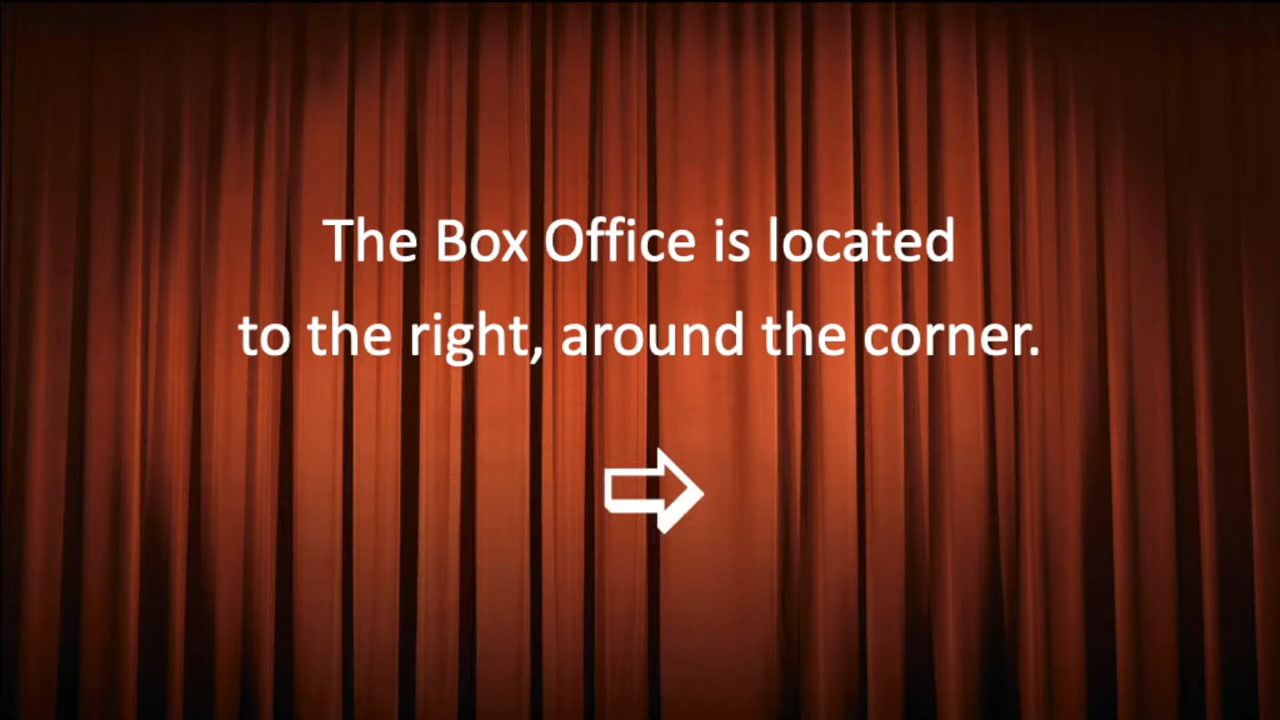 The Box Office is located
to the right, around the corner.